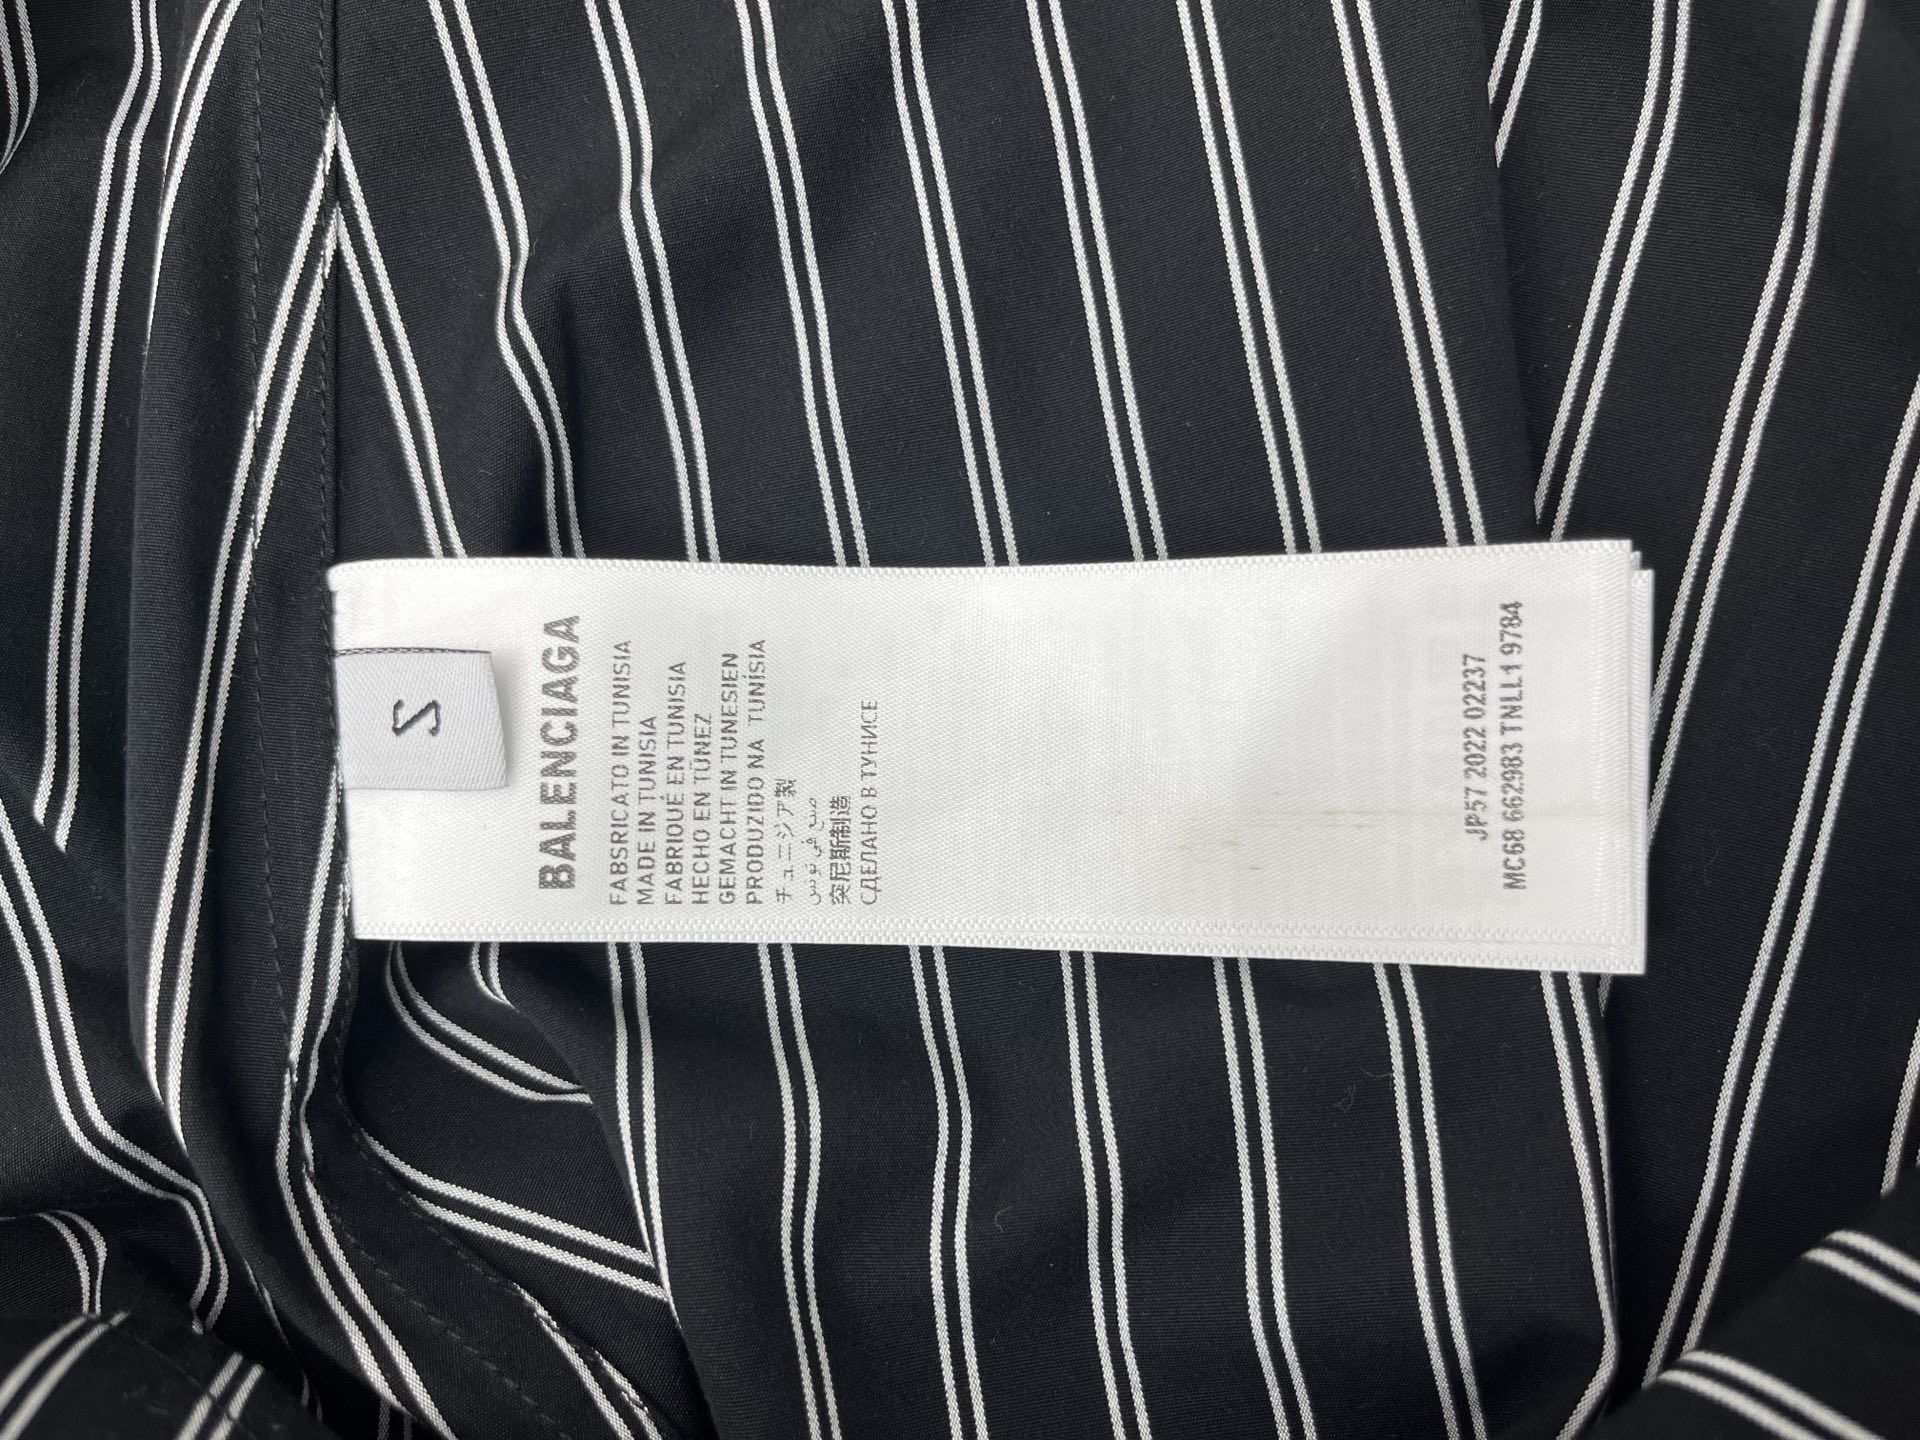 S
BALENCIAGA
FABSRICATO IN TUNISIA
MADE IN TUNISIA
FABRIQUÉ EN TUNISIA
HECHO EN TÚNEZ
GEMACHT IN TUNESIEN
PRODUZIDO NA TUNÍSIA
チュニジア製
صنع في تونس
突尼斯制造
СДЕЛАНО В ТУНИСЕ
JP57 2022 02237
MC68 662983 TNLL1 9784